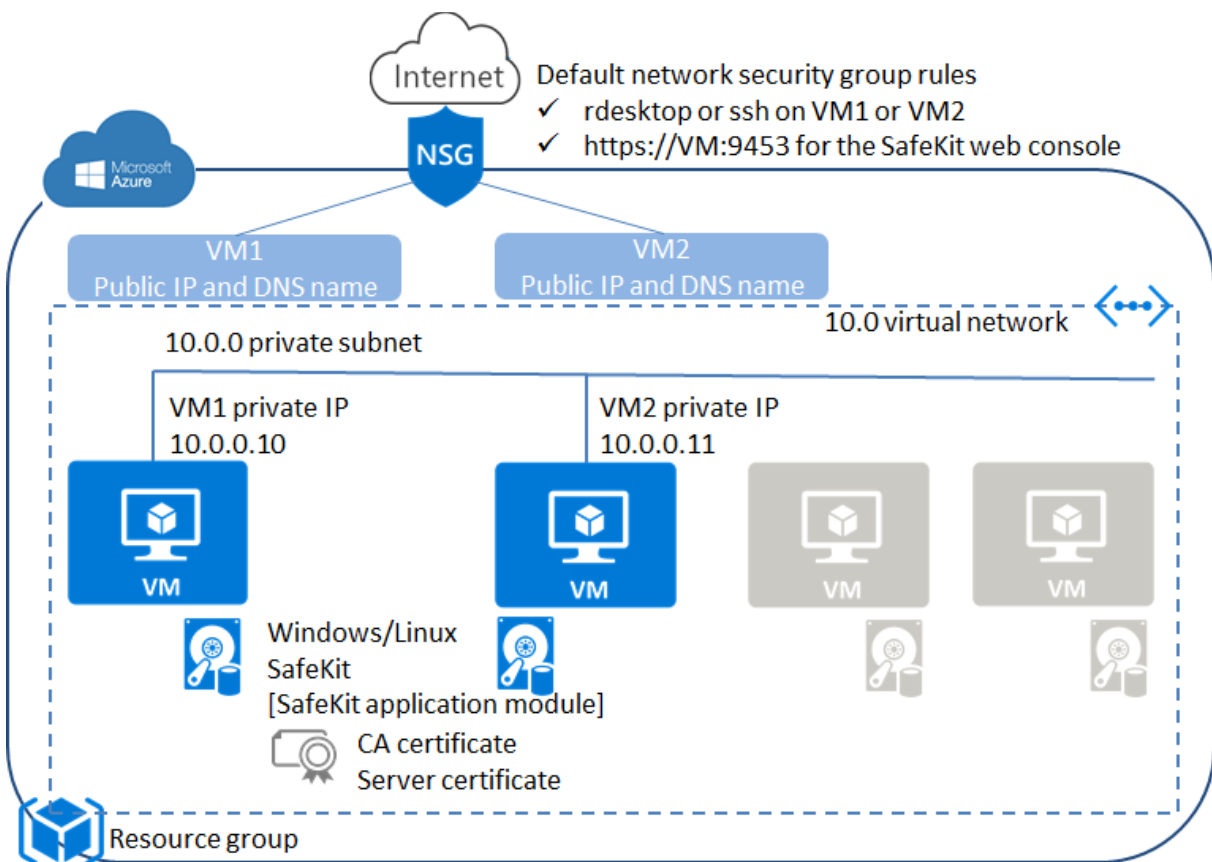 Internet
Default network security group rules
✓ rdesktop or ssh on VM1 or VM2
✓ https://VM:9453 for the SafeKit web console
NSG
Microsoft
Azure
VM1
Public IP and DNS name
VM2
Public IP and DNS name
10.0 virtual network
10.0.0 private subnet
VM1 private IP
10.0.0.10
VM2 private IP
10.0.0.11
VM
VM
VM
VM
Windows/Linux
SafeKit
[SafeKit application module]
CA certificate
Server certificate
Resource group